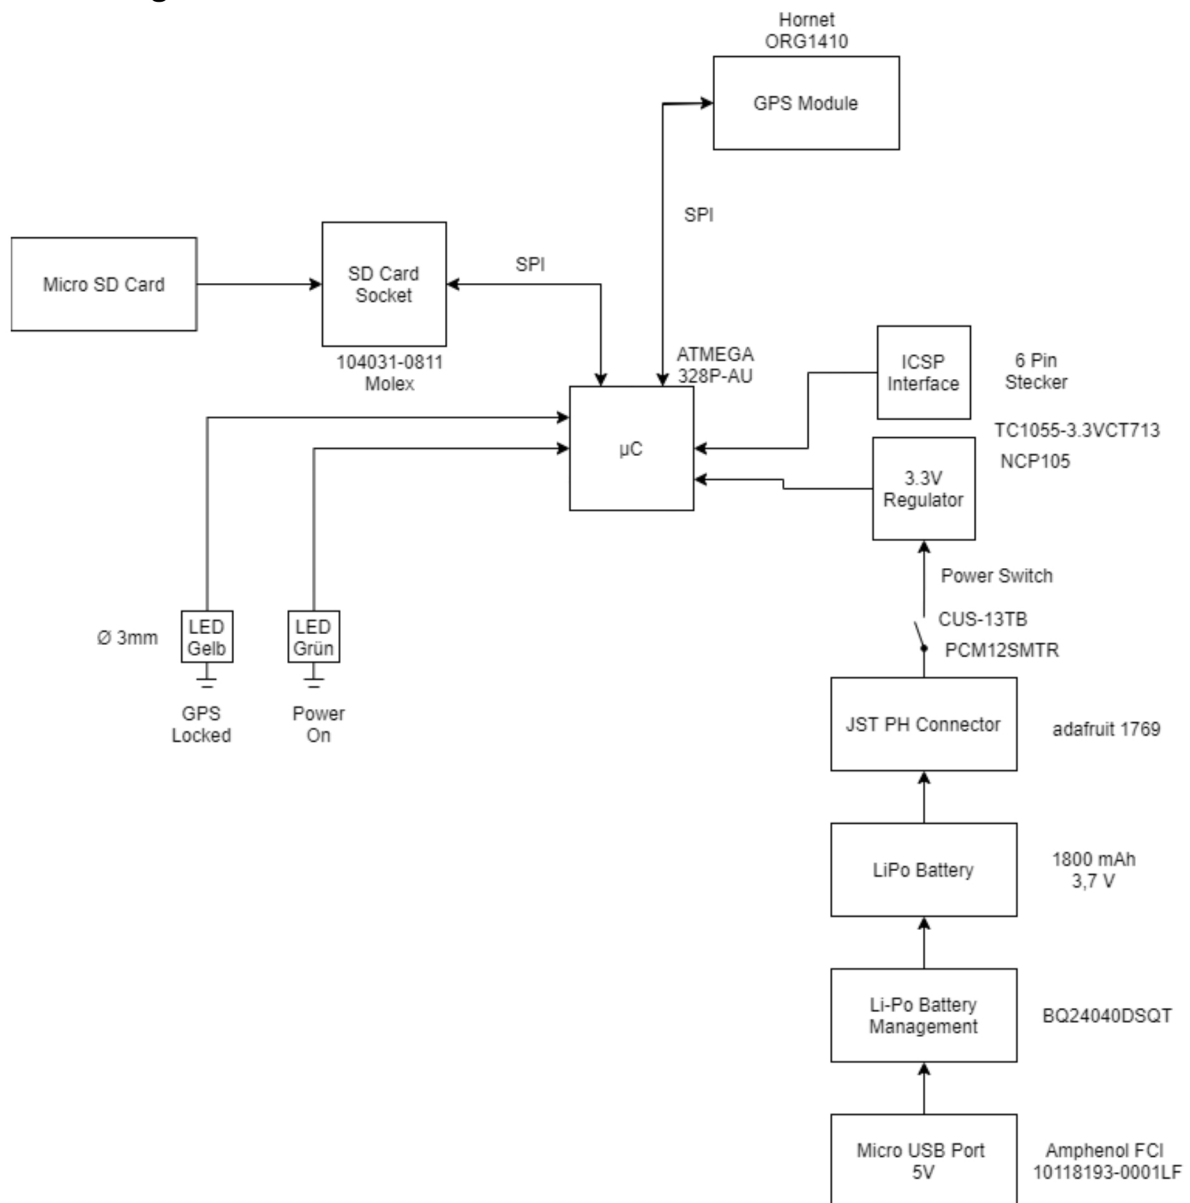 Hornet
ORG1410
GPS Module
SPI
Micro SD Card
SD Card
Socket
SPI
104031-0811
Molex
ATMEGA
328P-AU
µC
ICSP
Interface
6 Pin
Stecker
TC1055-3.3VCT713
NCP105
3.3V
Regulator
Power Switch
CUS-13TB
PCM12SMTR
Ø 3mm
LED
Gelb
LED
Grün
GPS
Locked
Power
On
JST PH Connector
adafruit 1769
LiPo Battery
1800 mAh
3,7 V
Li-Po Battery
Management
BQ24040DSQT
Micro USB Port
5V
Amphenol FCI
10118193-0001LF